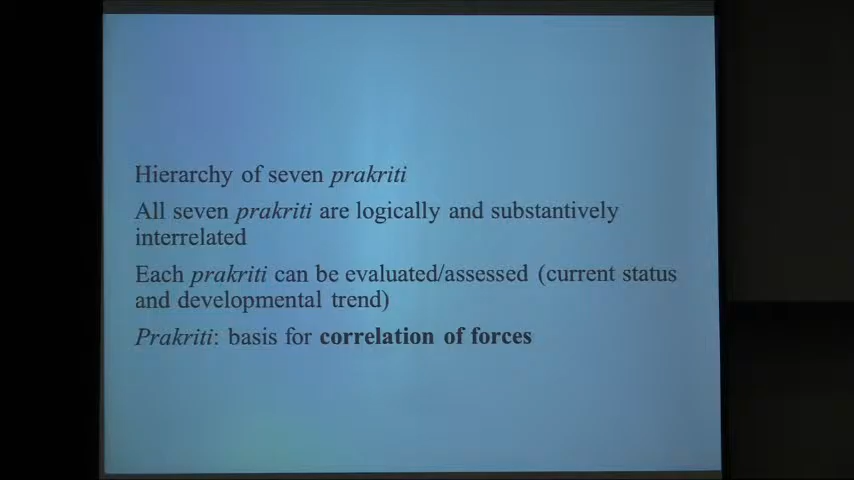 Hierarchy of seven prakriti
All seven prakriti are logically and substantively
interrelated
Each prakriti can be evaluated/assessed (current status
and developmental trend)
Prakriti: basis for correlation of forces